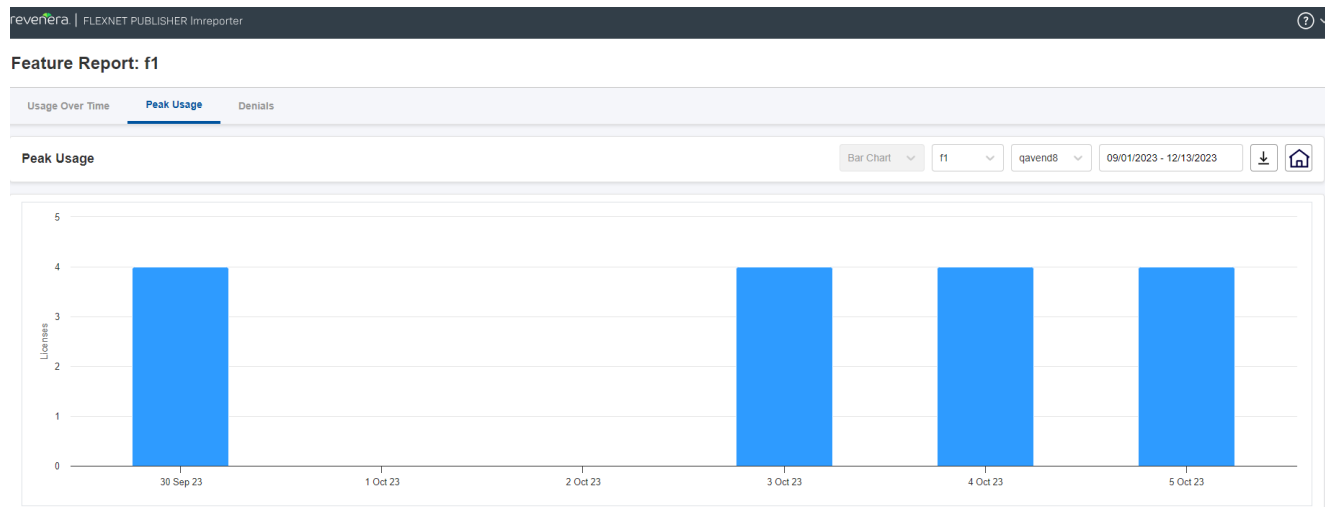 revenera. | FLEXNET PUBLISHER lmreporter
?
Feature Report: f1
Usage Over Time Peak Usage Denials
Peak Usage
Bar Chart f1 qavend8 09/01/2023 - 12/13/2023
5
4
3
2
1
0
Licenses
30 Sep 23 1 Oct 23 2 Oct 23 3 Oct 23 4 Oct 23 5 Oct 23